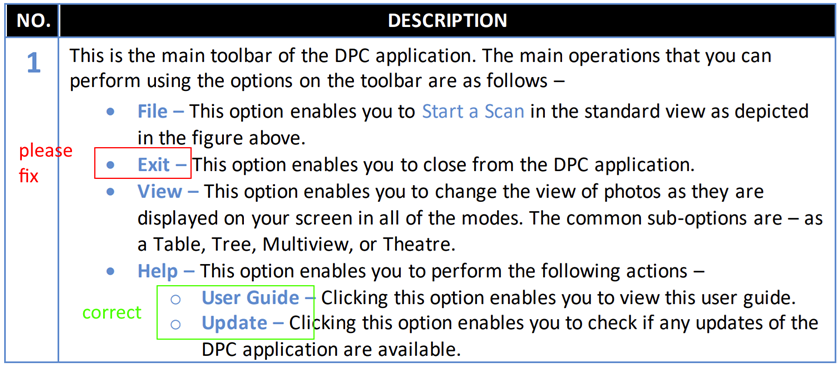 NO. DESCRIPTION
1 This is the main toolbar of the DPC application. The main operations that you can
perform using the options on the toolbar are as follows –
● File – This option enables you to Start a Scan in the standard view as depicted
in the figure above.
please
fix
● Exit – This option enables you to close from the DPC application.
● View – This option enables you to change the view of photos as they are
displayed on your screen in all of the modes. The common sub-options are – as
a Table, Tree, Multiview, or Theatre.
● Help – This option enables you to perform the following actions –
correct
○ User Guide – Clicking this option enables you to view this user guide.
○ Update – Clicking this option enables you to check if any updates of the
DPC application are available.